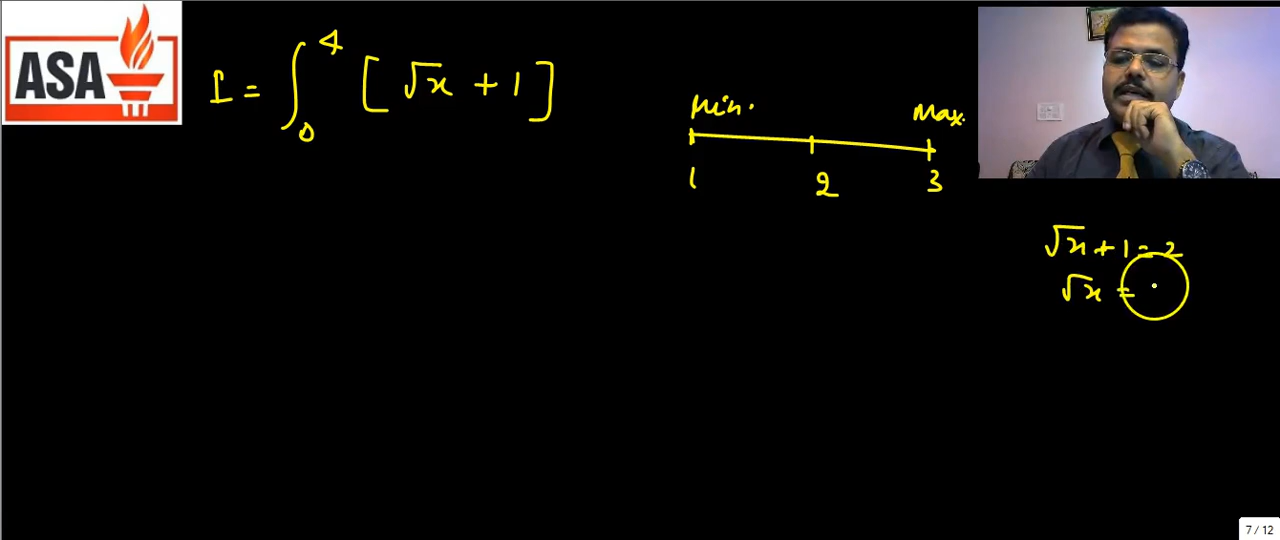 ASA
I = ∫₀⁴ [√x + 1]
Min. Max.
1 2 3
√x + 1 = 2
√x =
7 / 12